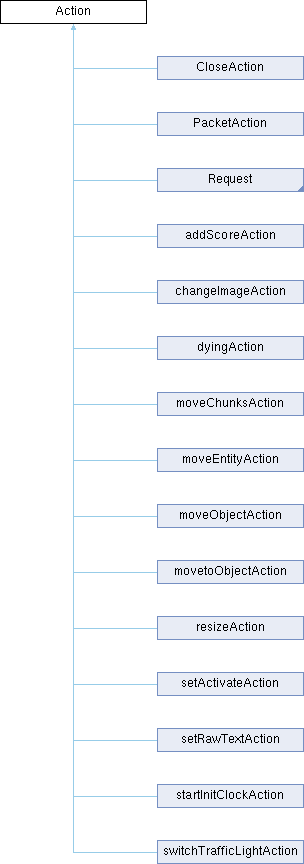 Action
CloseAction
PacketAction
Request
addScoreAction
changeImageAction
dyingAction
moveChunksAction
moveEntityAction
moveObjectAction
movetoObjectAction
resizeAction
setActivateAction
setRawTextAction
startInitClockAction
switchTrafficLightAction